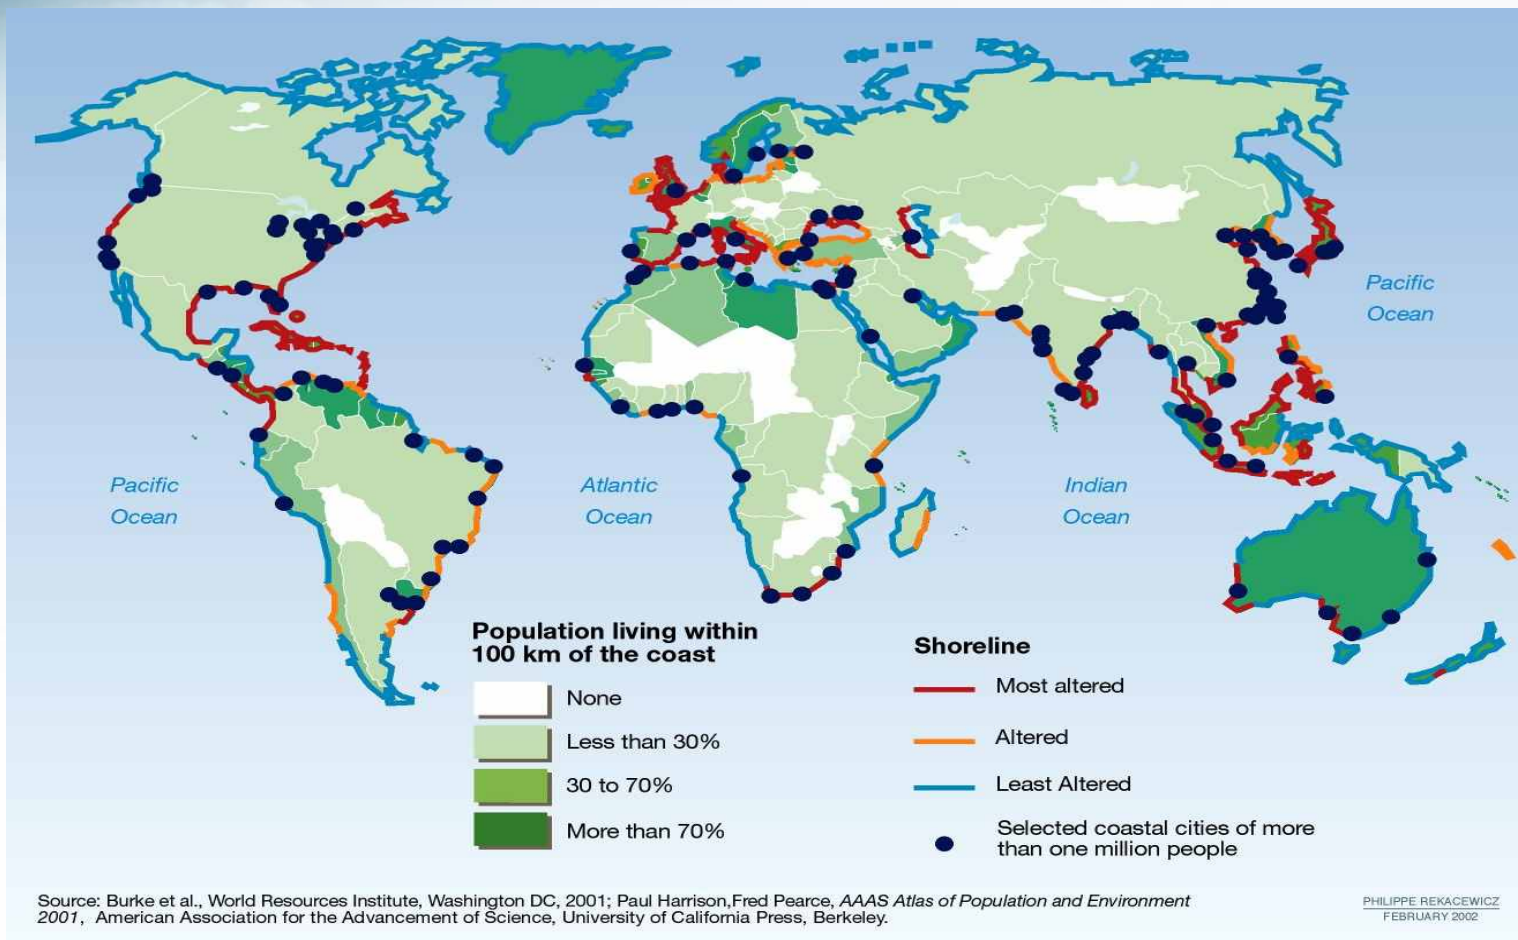 Pacific
Ocean
Pacific
Ocean
Atlantic
Ocean
Indian
Ocean
Population living within
100 km of the coast
None
Less than 30%
30 to 70%
More than 70%
Shoreline
Most altered
Altered
Least Altered
Selected coastal cities of more
than one million people
Source: Burke et al., World Resources Institute, Washington DC, 2001; Paul Harrison,Fred Pearce, AAAS Atlas of Population and Environment
2001, American Association for the Advancement of Science, University of California Press, Berkeley.
PHILIPPE REKACEWICZ
FEBRUARY 2002